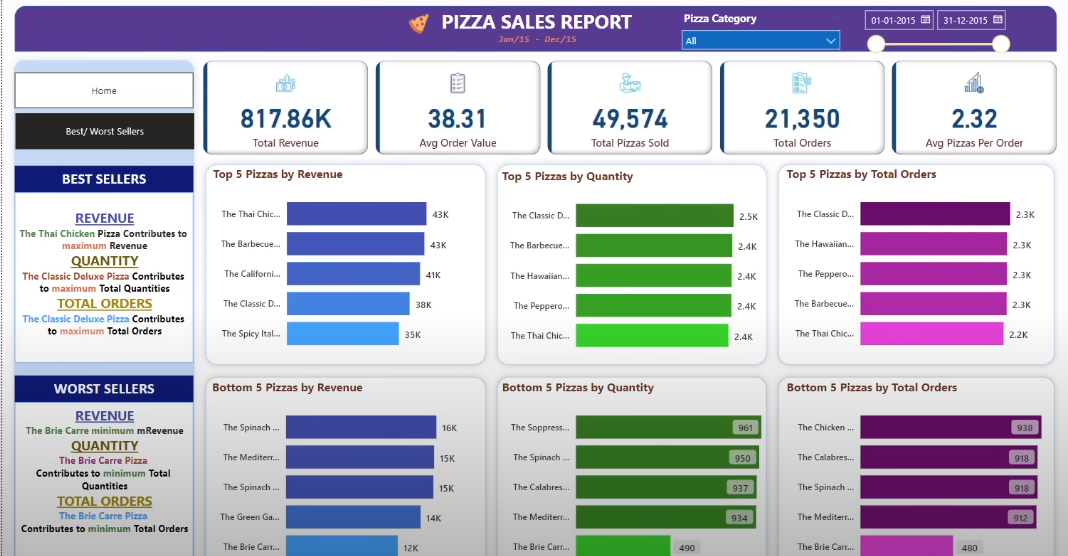 PIZZA SALES REPORT
Jan/15 - Dec/15
Pizza Category
All
01-01-2015
31-12-2015
Home
Best/ Worst Sellers
817.86K
Total Revenue
38.31
Avg Order Value
49,574
Total Pizzas Sold
21,350
Total Orders
2.32
Avg Pizzas Per Order
BEST SELLERS
REVENUE
The Thai Chicken Pizza Contributes to
maximum Revenue
QUANTITY
The Classic Deluxe Pizza Contributes
to maximum Total Quantities
TOTAL ORDERS
The Classic Deluxe Pizza Contributes
to maximum Total Orders
Top 5 Pizzas by Revenue
The Thai Chic... 43K
The Barbecue... 43K
The Californi... 41K
The Classic D... 38K
The Spicy Ital... 35K
Top 5 Pizzas by Quantity
The Classic D... 2.5K
The Barbecue... 2.4K
The Hawaiian... 2.4K
The Peppero... 2.4K
The Thai Chic... 2.4K
Top 5 Pizzas by Total Orders
The Classic D... 2.3K
The Hawaiian... 2.3K
The Peppero... 2.3K
The Barbecue... 2.3K
The Thai Chic... 2.2K
WORST SELLERS
REVENUE
The Brie Carre minimum mRevenue
QUANTITY
The Brie Carre Pizza
Contributes to minimum Total
Quantities
TOTAL ORDERS
The Brie Carre Pizza
Contributes to minimum Total Orders
Bottom 5 Pizzas by Revenue
The Spinach ... 16K
The Mediterr... 15K
The Spinach ... 15K
The Green Ga... 14K
The Brie Carr... 12K
Bottom 5 Pizzas by Quantity
The Soppress... 961
The Spinach ... 950
The Calabres... 937
The Mediterr... 934
The Brie Carr... 490
Bottom 5 Pizzas by Total Orders
The Chicken ... 938
The Calabres... 918
The Spinach ... 918
The Mediterr... 912
The Brie Carr... 480